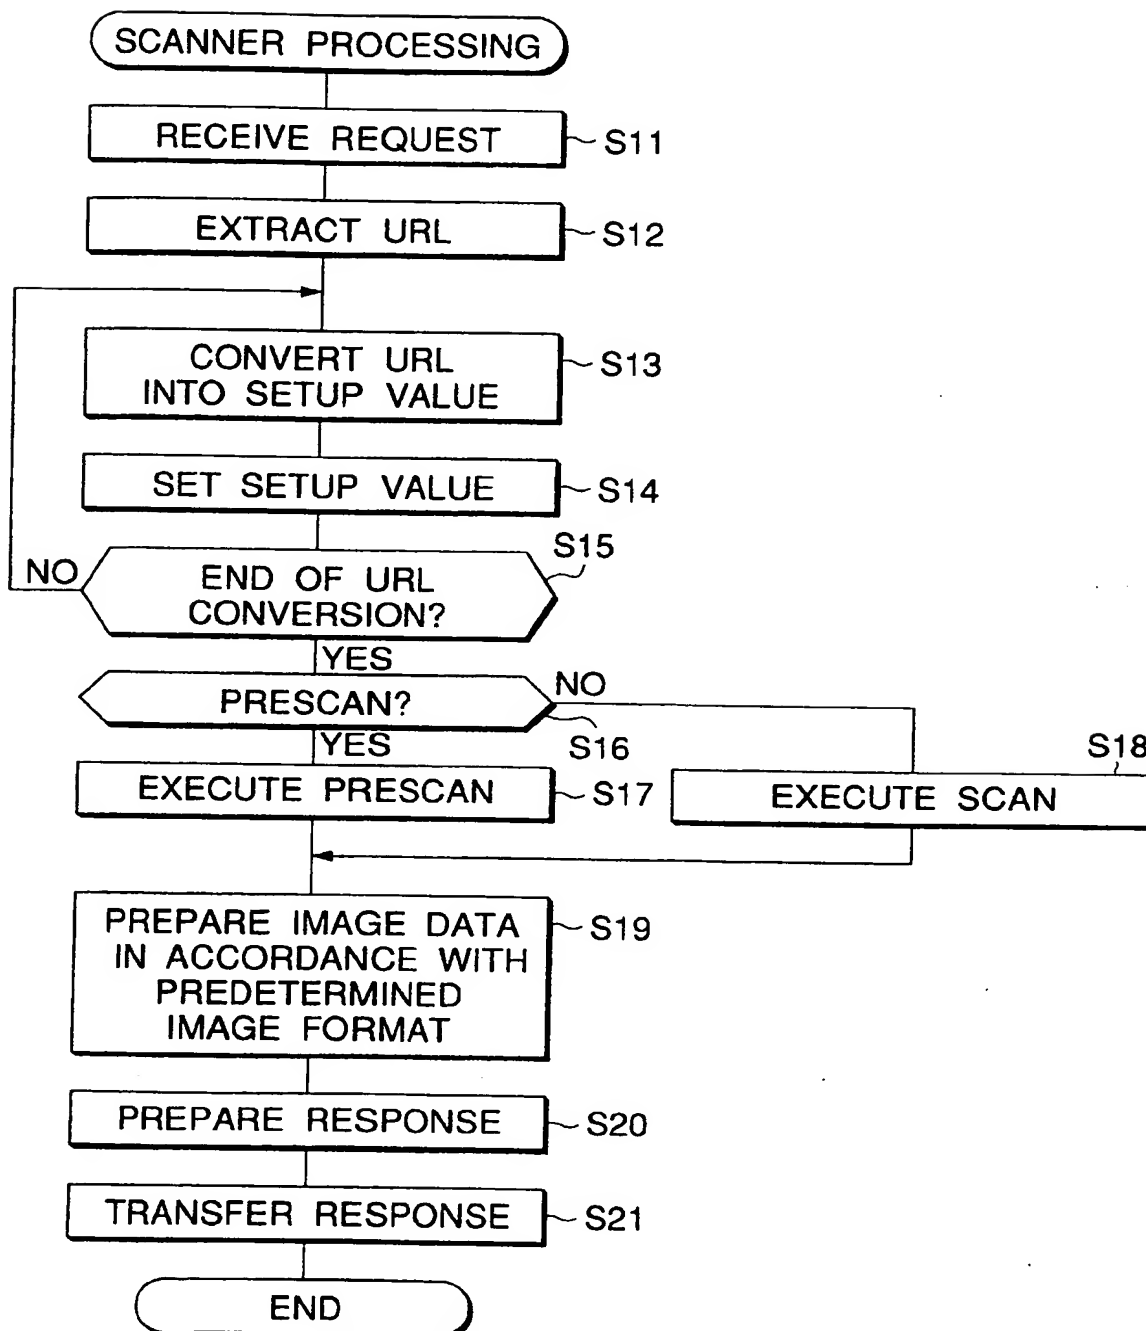 SCANNER PROCESSING
RECEIVE REQUEST
S11
EXTRACT URL
S12
CONVERT URL
INTO SETUP VALUE
S13
SET SETUP VALUE
S14
S15
NO
END OF URL
CONVERSION?
YES
PRESCAN?
NO
S16
YES
S18
EXECUTE PRESCAN
S17
EXECUTE SCAN
PREPARE IMAGE DATA
IN ACCORDANCE WITH
PREDETERMINED
IMAGE FORMAT
S19
PREPARE RESPONSE
S20
TRANSFER RESPONSE
S21
END